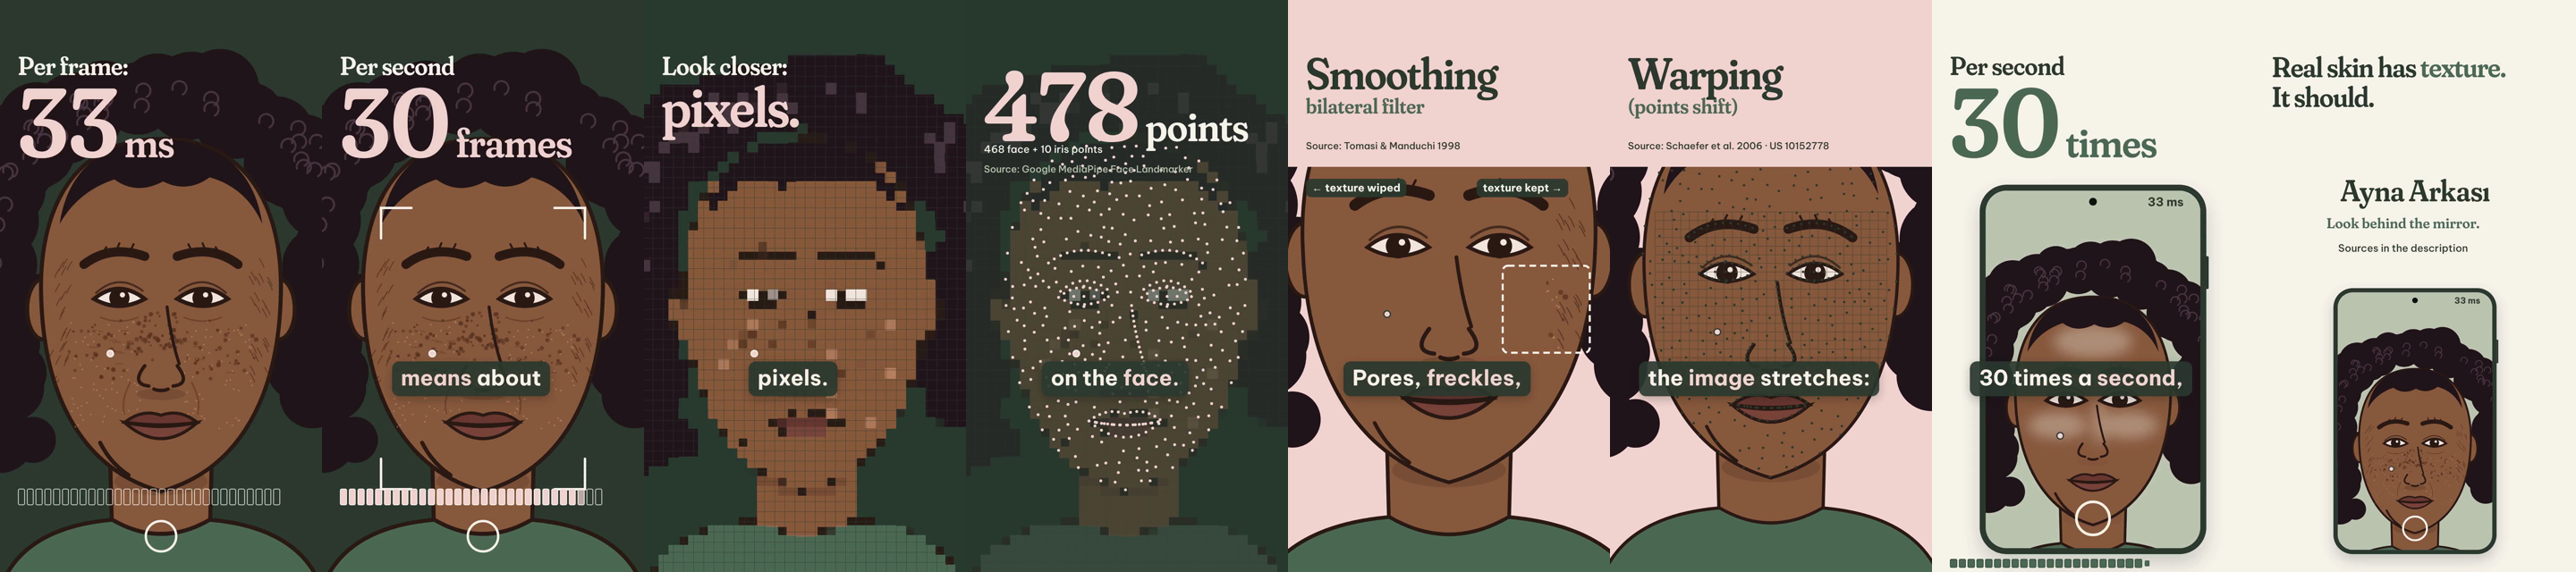 Per frame:
33 ms
Per second
30 frames
means about
Look closer:
pixels.
pixels.
478 points
468 face + 10 iris points
Source: Google MediaPipe Face Landmarker
on the face.
Smoothing
bilateral filter
Source: Tomasi & Manduchi 1998
← texture wiped
texture kept →
Pores, freckles,
Warping
(points shift)
Source: Schaefer et al. 2006 · US 10152778
the image stretches:
Per second
30 times
33 ms
30 times a second,
Real skin has texture.
It should.
Ayna Arkası
Look behind the mirror.
Sources in the description
33 ms